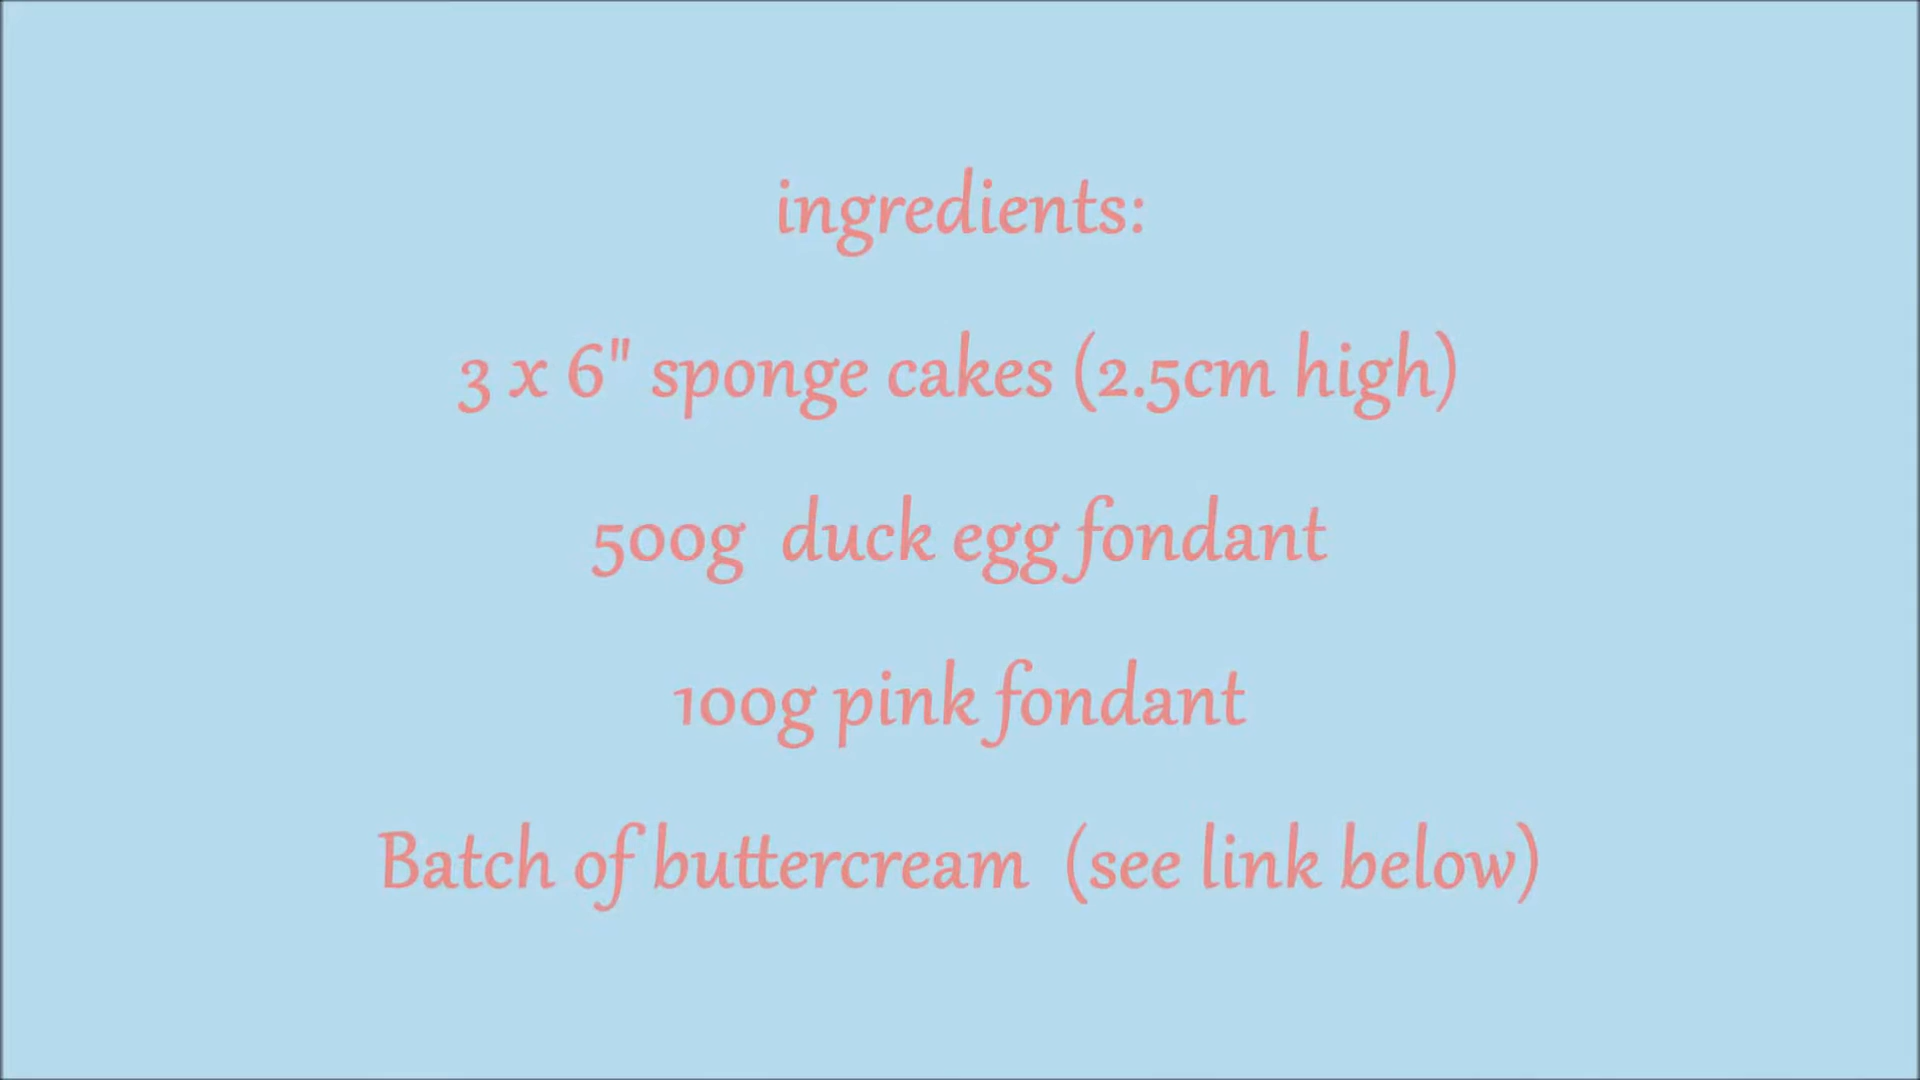 ingredients:
3 x 6" sponge cakes (2.5cm high)
500g  duck egg fondant
100g pink fondant
Batch of buttercream  (see link below)